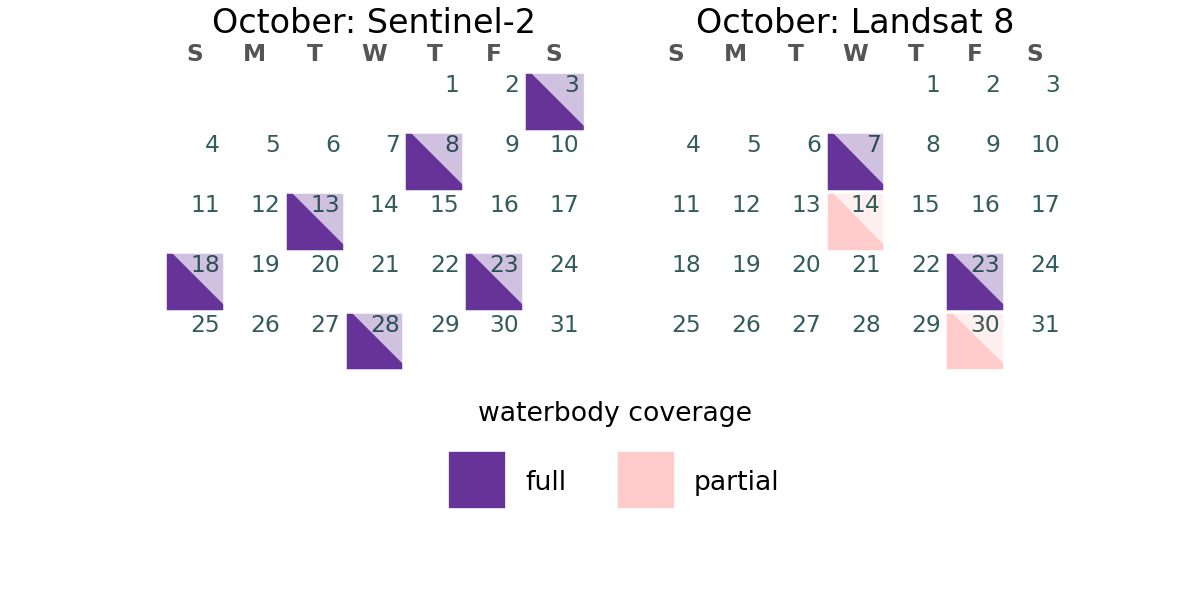 October: Sentinel-2
S M T W T F S
1 2 3
4 5 6 7 8 9 10
11 12 13 14 15 16 17
18 19 20 21 22 23 24
25 26 27 28 29 30 31
October: Landsat 8
S M T W T F S
1 2 3
4 5 6 7 8 9 10
11 12 13 14 15 16 17
18 19 20 21 22 23 24
25 26 27 28 29 30 31
waterbody coverage
full partial